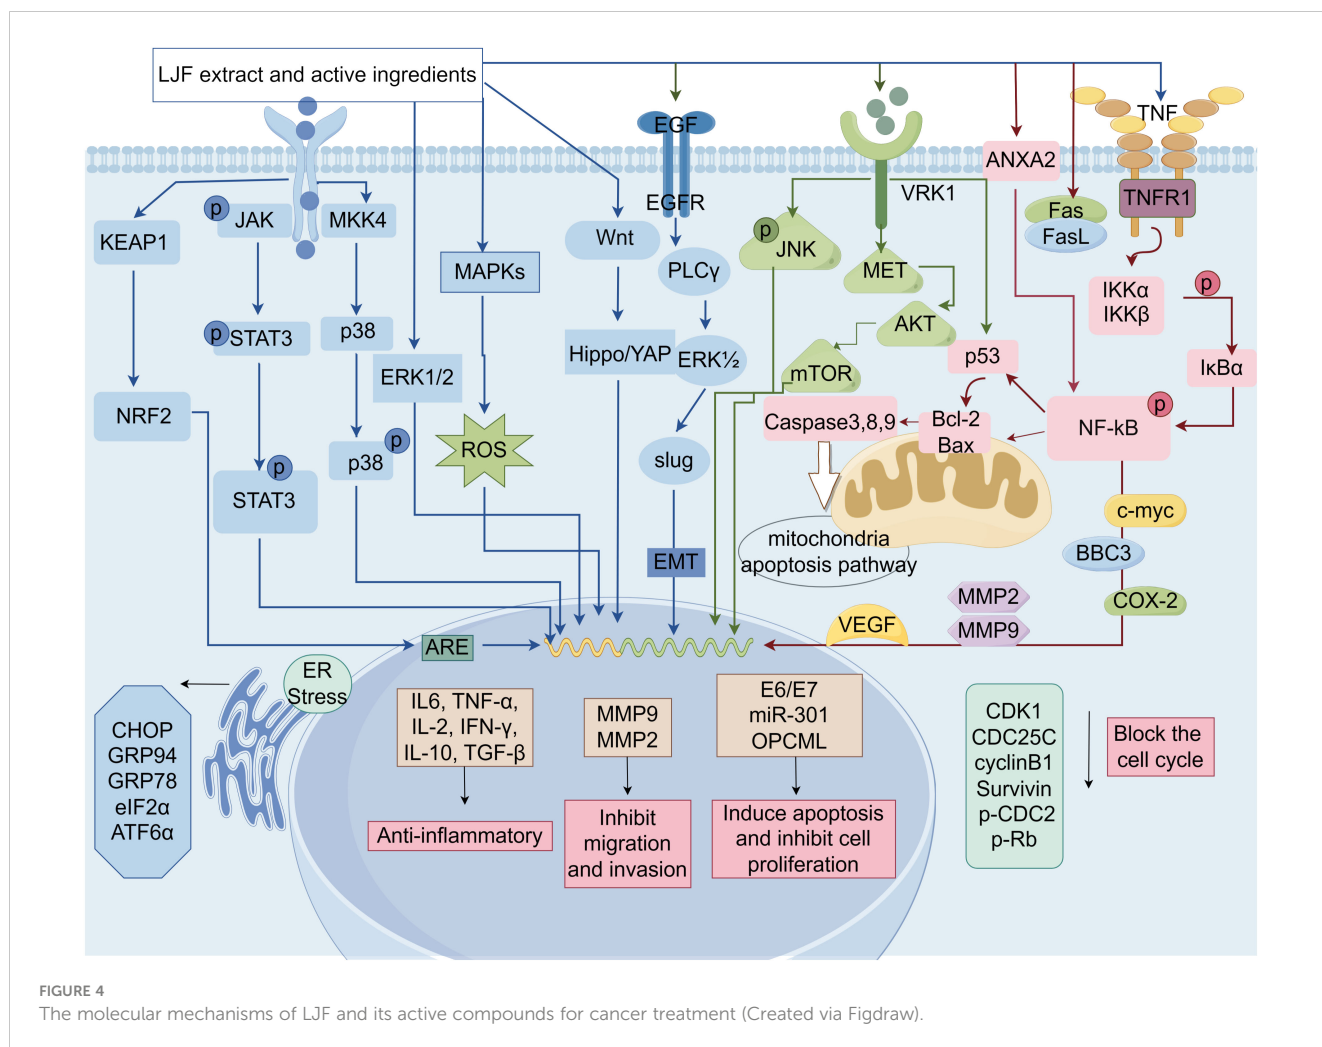 LJF extract and active ingredients
EGF
TNF
ANXA2
VRK1
EGFR
TNFR1
p
JAK
MKK4
KEAP1
Wnt
p
JNK
Fas
FasL
MAPKs
PLCγ
MET
IKKα
IKKβ
p
p
STAT3
p38
AKT
Hippo/YAP
ERK½
p53
IκBα
ERK1/2
mTOR
NRF2
Caspase3,8,9
Bcl-2
Bax
NF-kB
p
p38
p
ROS
slug
p
STAT3
c-myc
mitochondria
apoptosis pathway
BBC3
EMT
MMP2
COX-2
VEGF
MMP9
ARE
ER
Stress
CHOP
GRP94
GRP78
eIF2α
ATF6α
IL6, TNF-α,
IL-2, IFN-γ,
IL-10, TGF-β
Anti-inflammatory
MMP9
MMP2
Inhibit
migration
and invasion
E6/E7
miR-301
OPCML
Induce apoptosis
and inhibit cell
proliferation
CDK1
CDC25C
cyclinB1
Survivin
p-CDC2
p-Rb
Block the
cell cycle
FIGURE 4
The molecular mechanisms of LJF and its active compounds for cancer treatment (Created via Figdraw).